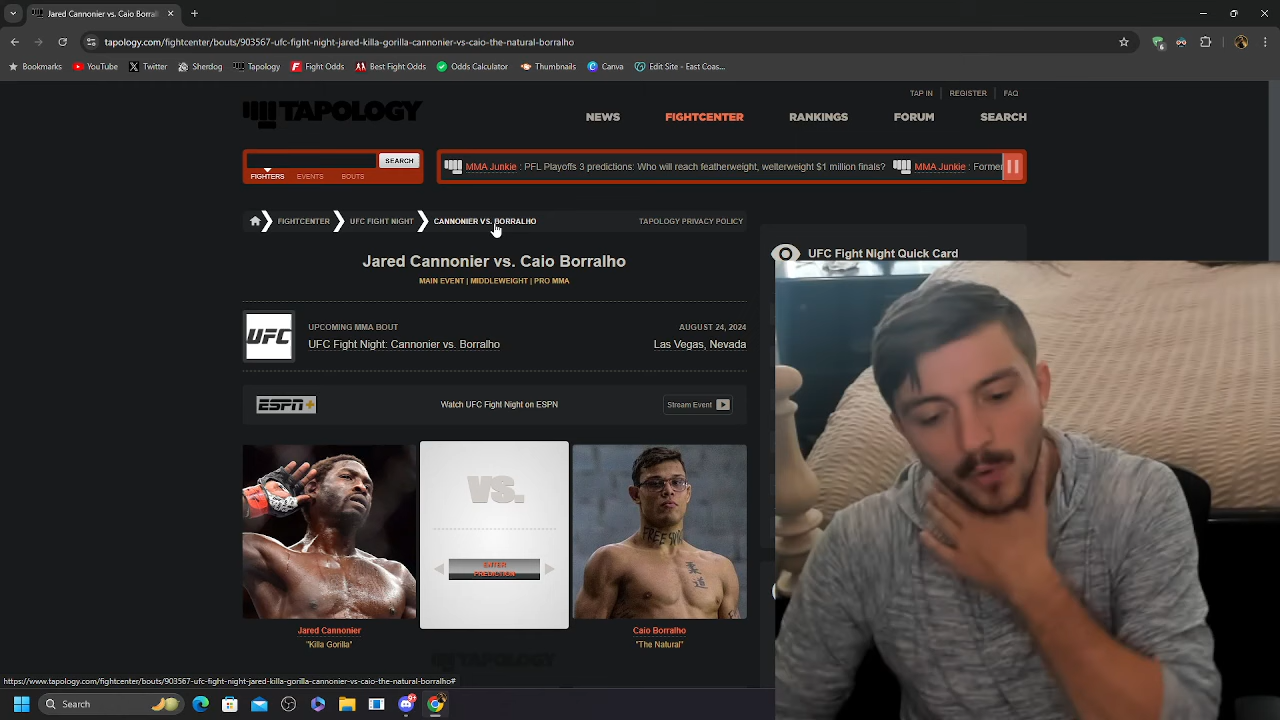 Jared Cannonier vs. Caio Borral
tapology.com/fightcenter/bouts/903567-ufc-fight-night-jared-killa-gorilla-cannonier-vs-caio-the-natural-borralho
Bookmarks YouTube Twitter Sherdog Tapology Fight Odds Best Fight Odds Odds Calculator Thumbnails Canva Edit Site - East Coas...
TAP IN REGISTER FAQ
TAPOLOGY
NEWS FIGHTCENTER RANKINGS FORUM SEARCH
SEARCH
MMA Junkie : PFL Playoffs 3 predictions: Who will reach featherweight, welterweight $1 million finals? MMA Junkie : Former
FIGHTERS EVENTS BOUTS
FIGHTCENTER UFC FIGHT NIGHT CANNONIER VS. BORRALHO TAPOLOGY PRIVACY POLICY
UFC Fight Night Quick Card
Jared Cannonier vs. Caio Borralho
MAIN EVENT | MIDDLEWEIGHT | PRO MMA
UFC
UPCOMING MMA BOUT AUGUST 24, 2024
UFC Fight Night: Cannonier vs. Borralho Las Vegas, Nevada
ESPN+ Watch UFC Fight Night on ESPN Stream Event
VS.
ENTER
PREDICTION
Jared Cannonier Caio Borralho
"Killa Gorilla" "The Natural"
TAPOLOGY
https://www.tapology.com/fightcenter/bouts/903567-ufc-fight-night-jared-killa-gorilla-cannonier-vs-caio-the-natural-borralho#
Search